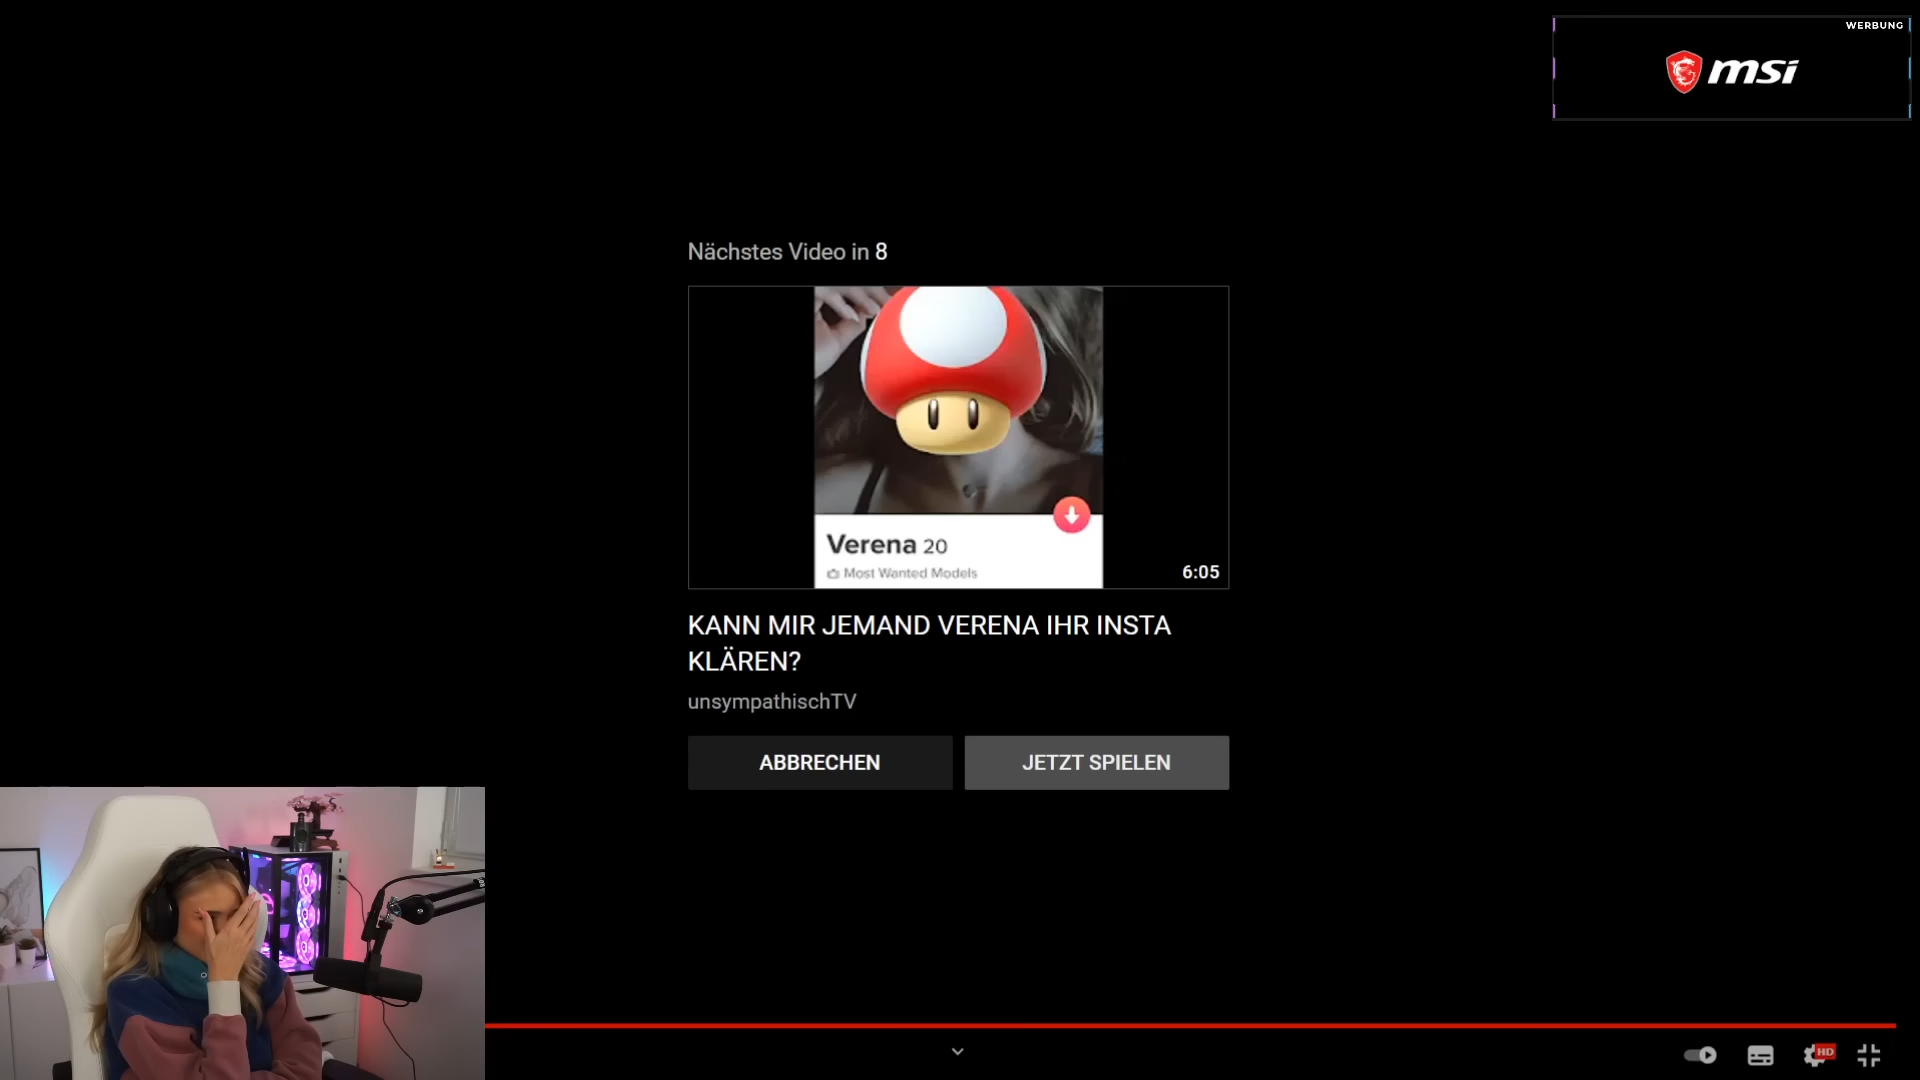 WERBUNG
msi
Nächstes Video in 8
Verena 20
Most Wanted Models
6:05
KANN MIR JEMAND VERENA IHR INSTA
KLÄREN?
unsympathischTV
ABBRECHEN
JETZT SPIELEN
HD